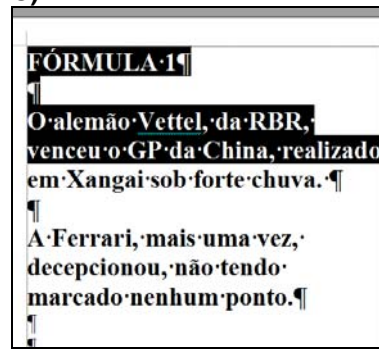 FÓRMULA·1¶
¶
O·alemão·Vettel,·da·RBR,·
venceu·o·GP·da·China,·realizado
em·Xangai·sob·forte·chuva.·¶
¶
A·Ferrari,·mais·uma·vez,·
decepcionou,·não·tendo·
marcado·nenhum·ponto.¶
¶
¶